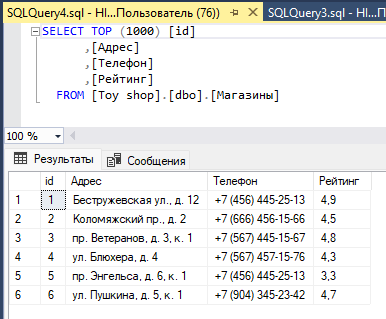 SQLQuery4.sql - HI...Пользователь (76)) SQLQuery3.sql - HI...П
SELECT TOP (1000) [id]
,[Адрес]
,[Телефон]
,[Рейтинг]
FROM [Toy shop].[dbo].[Магазины]
100 %
Результаты Сообщения
id Адрес Телефон Рейтинг
1 1 Бестружевская ул., д. 12 +7 (456) 445-25-13 4,9
2 2 Коломяжский пр., д. 2 +7 (666) 456-15-66 4,5
3 3 пр. Ветеранов, д. 3, к. 1 +7 (567) 445-15-67 4,8
4 4 ул. Блюхера, д. 4 +7 (567) 457-15-76 4,3
5 5 пр. Энгельса, д. 6, к. 1 +7 (456) 445-25-13 3,3
6 6 ул. Пушкина, д. 5, к. 1 +7 (904) 345-23-42 4,7